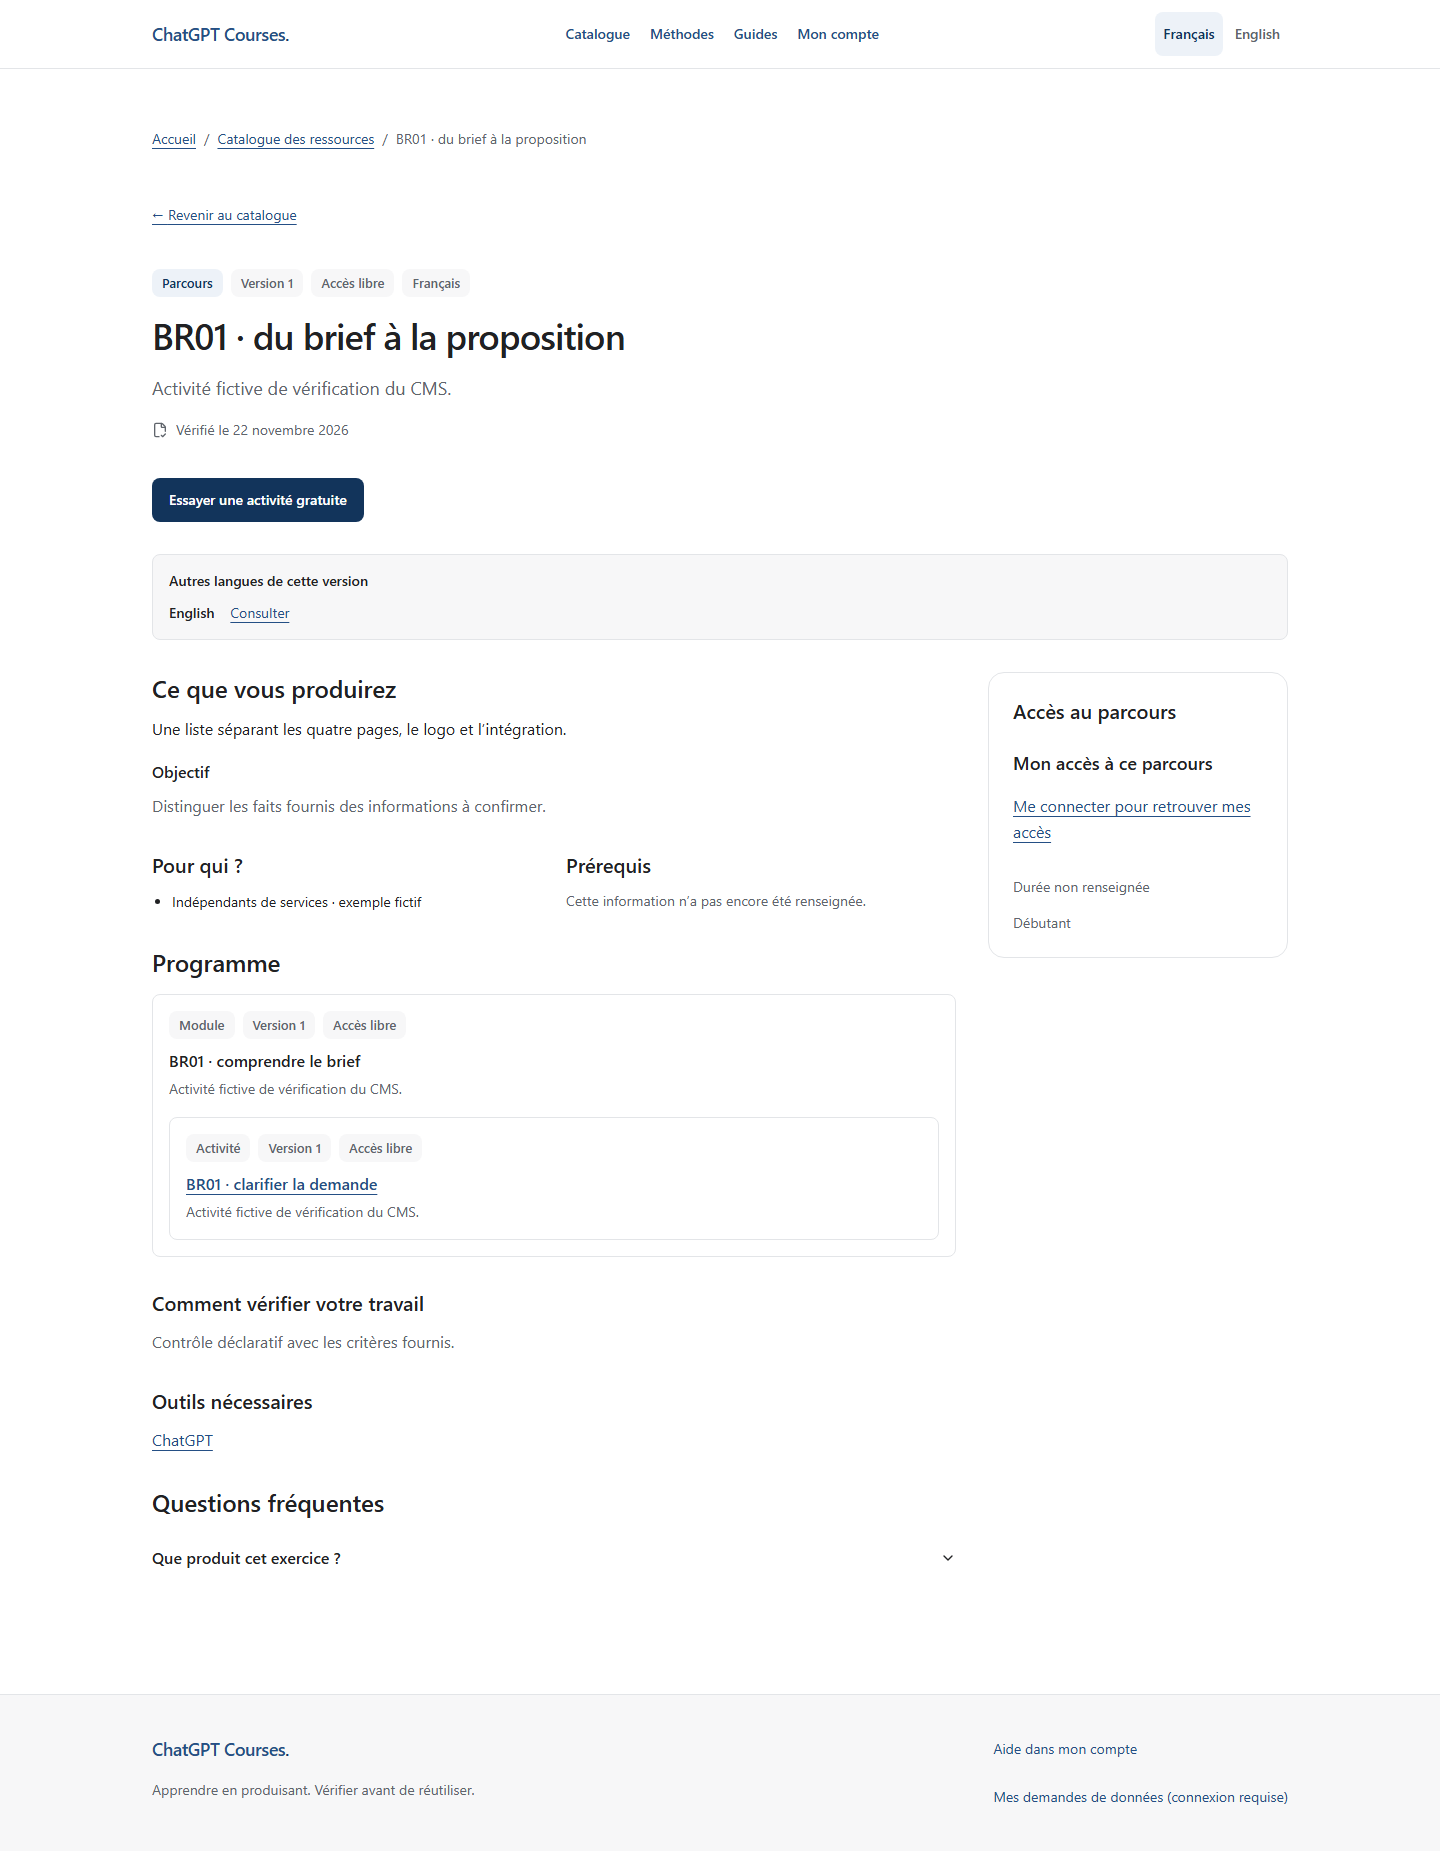 ChatGPT Courses.
Catalogue
Méthodes
Guides
Mon compte
Français
English
Accueil / Catalogue des ressources / BR01 · du brief à la proposition
← Revenir au catalogue
Parcours
Version 1
Accès libre
Français
BR01 · du brief à la proposition
Activité fictive de vérification du CMS.
Vérifié le 22 novembre 2026
Essayer une activité gratuite
Autres langues de cette version
English Consulter
Ce que vous produirez
Une liste séparant les quatre pages, le logo et l’intégration.
Objectif
Distinguer les faits fournis des informations à confirmer.
Pour qui ?
• Indépendants de services · exemple fictif
Prérequis
Cette information n’a pas encore été renseignée.
Programme
Module
Version 1
Accès libre
BR01 · comprendre le brief
Activité fictive de vérification du CMS.
Activité
Version 1
Accès libre
BR01 · clarifier la demande
Activité fictive de vérification du CMS.
Comment vérifier votre travail
Contrôle déclaratif avec les critères fournis.
Outils nécessaires
ChatGPT
Questions fréquentes
Que produit cet exercice ?
Accès au parcours
Mon accès à ce parcours
Me connecter pour retrouver mes
accès
Durée non renseignée
Débutant
ChatGPT Courses.
Apprendre en produisant. Vérifier avant de réutiliser.
Aide dans mon compte
Mes demandes de données (connexion requise)